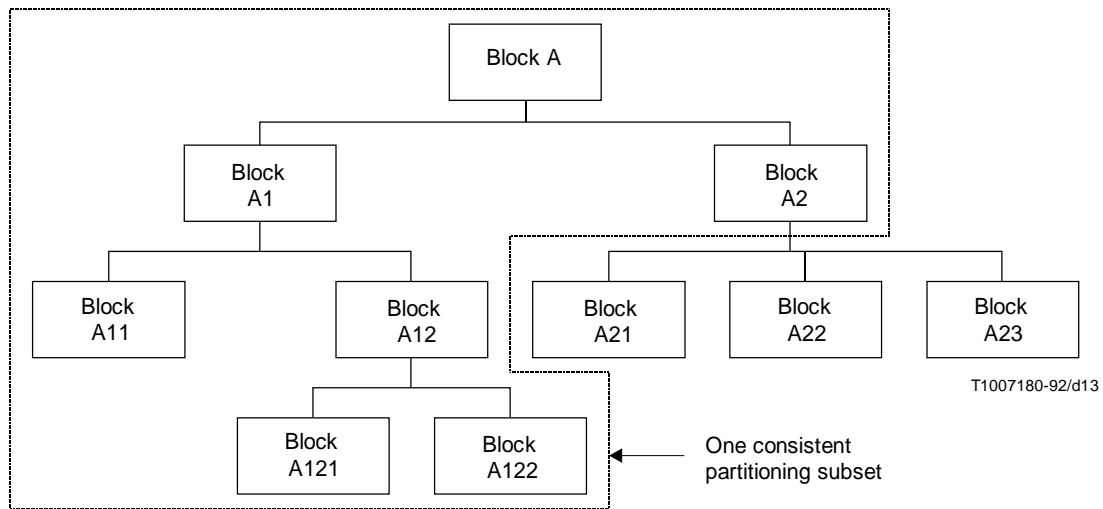 Block A
Block
A1
Block
A2
Block
A11
Block
A12
Block
A21
Block
A22
Block
A23
T1007180-92/d13
Block
A121
Block
A122
One consistent
partitioning subset